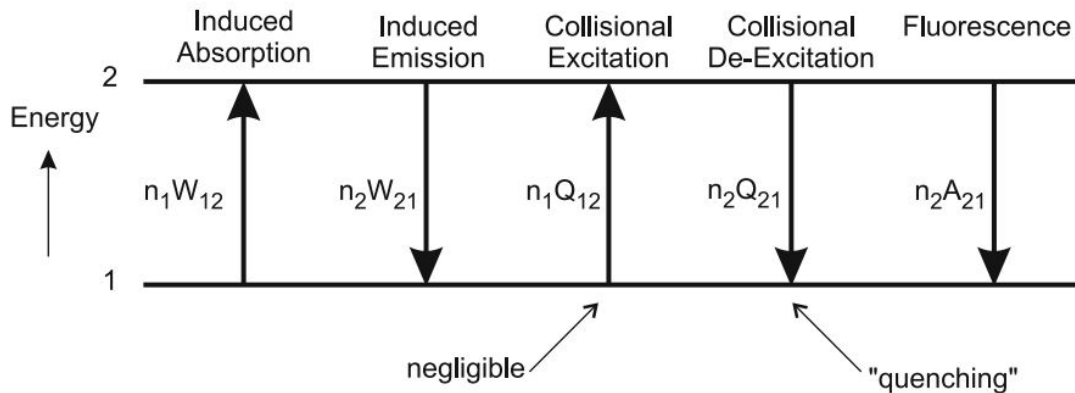 Induced
Absorption
Induced
Emission
Collisional
Excitation
Collisional
De-Excitation
Fluorescence
2
Energy
n₁W₁₂
n₂W₂₁
n₁Q₁₂
n₂Q₂₁
n₂A₂₁
1
negligible
"quenching"